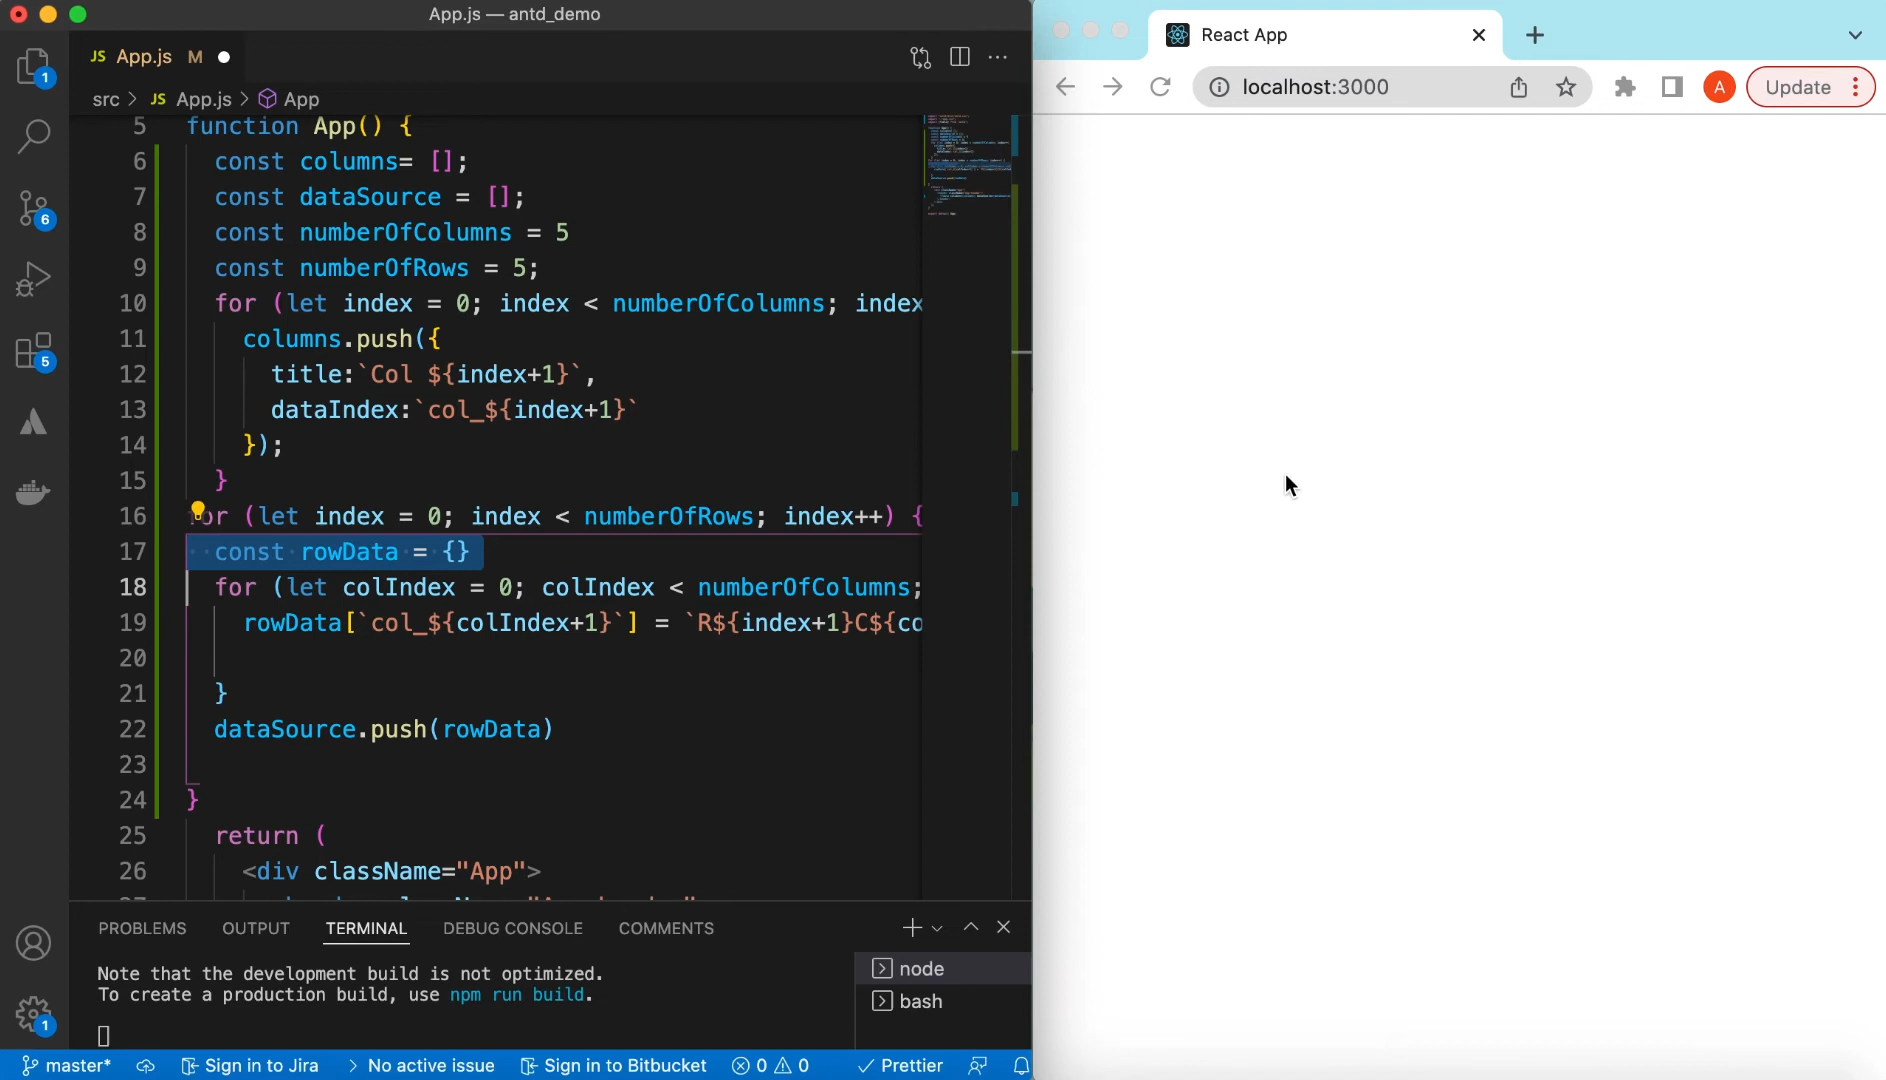 App.js — antd_demo
JS App.js M
src > JS App.js > App
5 function App() {
6 const columns= [];
7 const dataSource = [];
8 const numberOfColumns = 5
9 const numberOfRows = 5;
10 for (let index = 0; index < numberOfColumns; index
11 columns.push({
12 title:`Col ${index+1}`,
13 dataIndex:`col_${index+1}`
14 });
15 }
16 for (let index = 0; index < numberOfRows; index++) {
17 const rowData = {}
18 for (let colIndex = 0; colIndex < numberOfColumns;
19 rowData[`col_${colIndex+1}`] = `R${index+1}C${co
20
21 }
22 dataSource.push(rowData)
23
24 }
25 return (
26 <div className="App">
PROBLEMS OUTPUT TERMINAL DEBUG CONSOLE COMMENTS
Note that the development build is not optimized.
To create a production build, use npm run build.
node
bash
1
6
5
1
master* Sign in to Jira > No active issue Sign in to Bitbucket 0 0 Prettier
React App
localhost:3000 A Update